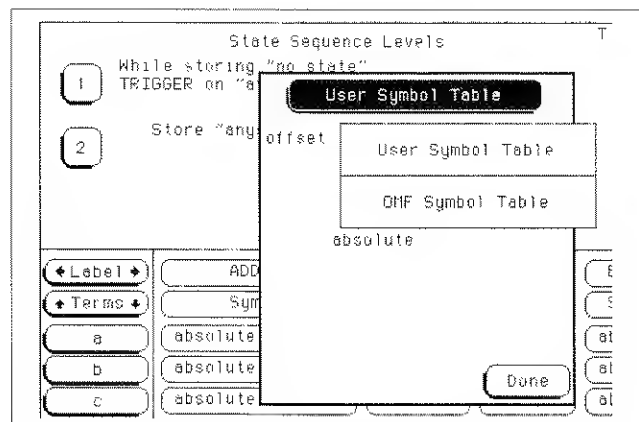 State Sequence Levels
T
1
While storing "no state"
TRIGGER on "a
2
Store "any
User Symbol Table
offset
User Symbol Table
OMF Symbol Table
absolute
Label
ADD
Terms
Sym
a
absolute
b
absolute
c
absolute
Done